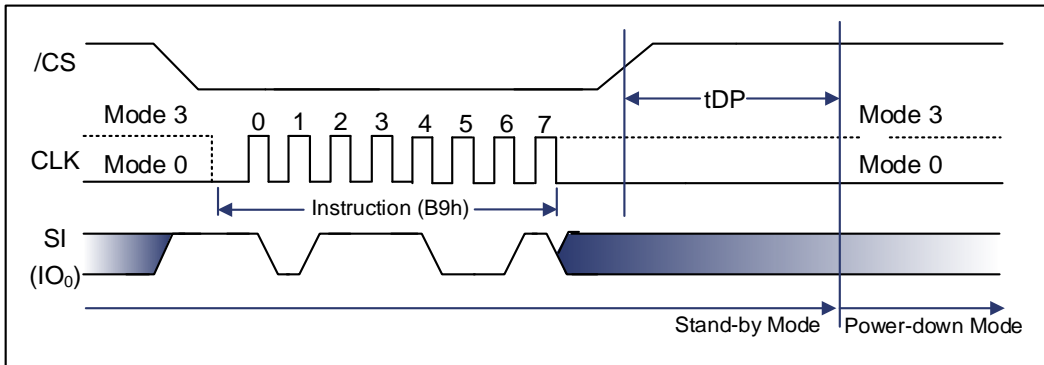 /CS
tDP
Mode 3 Mode 3
0 1 2 3 4 5 6 7
CLK
Mode 0 Mode 0
Instruction (B9h)
SI
(IO0)
Stand-by Mode Power-down Mode